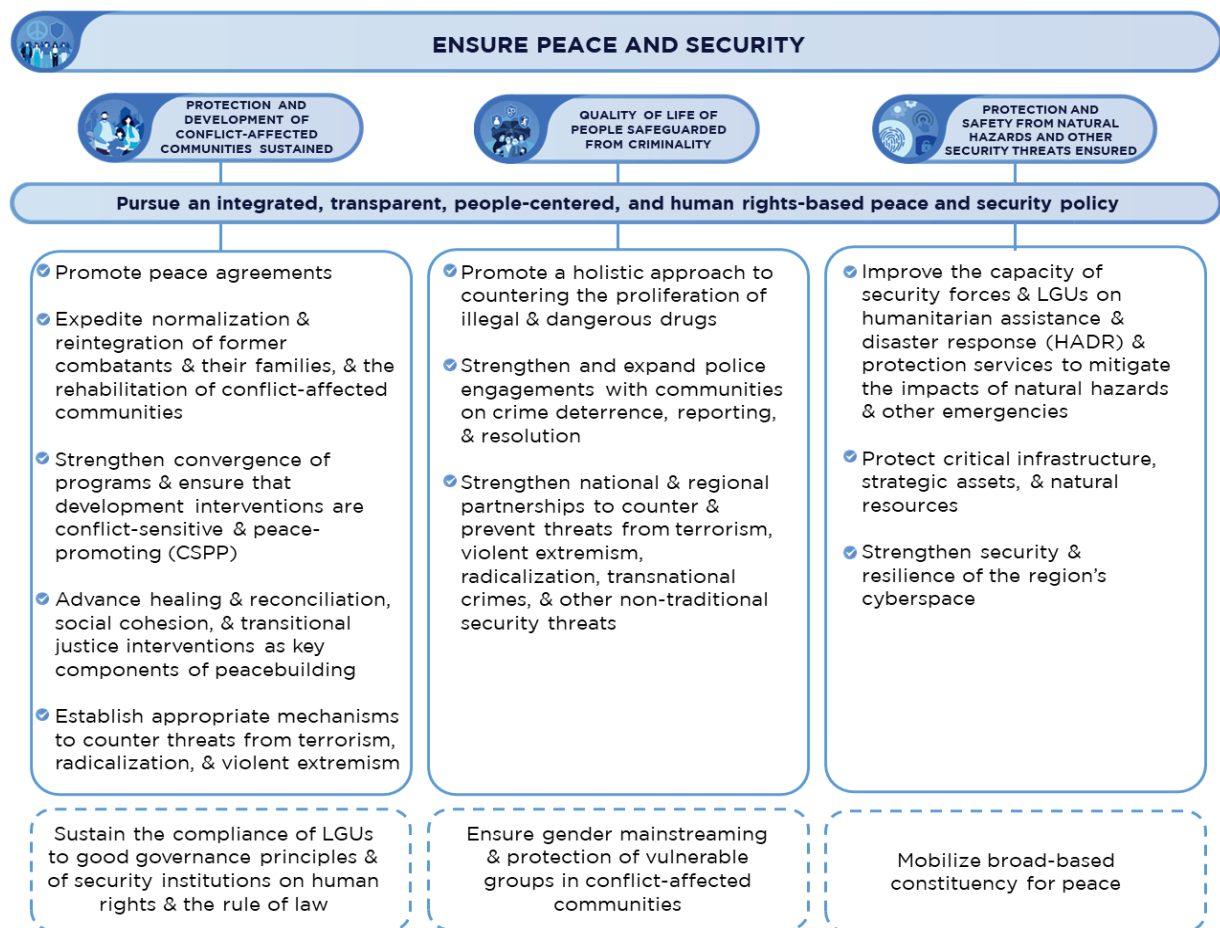 ENSURE PEACE AND SECURITY
PROTECTION AND
DEVELOPMENT OF
CONFLICT-AFFECTED
COMMUNITIES SUSTAINED
QUALITY OF LIFE OF
PEOPLE SAFEGUARDED
FROM CRIMINALITY
PROTECTION AND
SAFETY FROM NATURAL
HAZARDS AND OTHER
SECURITY THREATS ENSURED
Pursue an integrated, transparent, people-centered, and human rights-based peace and security policy
Promote peace agreements
Expedite normalization &
reintegration of former
combatants & their families, & the
rehabilitation of conflict-affected
communities
Strengthen convergence of
programs & ensure that
development interventions are
conflict-sensitive & peace-
promoting (CSPP)
Advance healing & reconciliation,
social cohesion, & transitional
justice interventions as key
components of peacebuilding
Establish appropriate mechanisms
to counter threats from terrorism,
radicalization, & violent extremism
Promote a holistic approach to
countering the proliferation of
illegal & dangerous drugs
Strengthen and expand police
engagements with communities
on crime deterrence, reporting,
& resolution
Strengthen national & regional
partnerships to counter &
prevent threats from terrorism,
violent extremism,
radicalization, transnational
crimes, & other non-traditional
security threats
Improve the capacity of
security forces & LGUs on
humanitarian assistance &
disaster response (HADR) &
protection services to mitigate
the impacts of natural hazards
& other emergencies
Protect critical infrastructure,
strategic assets, & natural
resources
Strengthen security &
resilience of the region’s
cyberspace
Sustain the compliance of LGUs
to good governance principles &
of security institutions on human
rights & the rule of law
Ensure gender mainstreaming
& protection of vulnerable
groups in conflict-affected
communities
Mobilize broad-based
constituency for peace